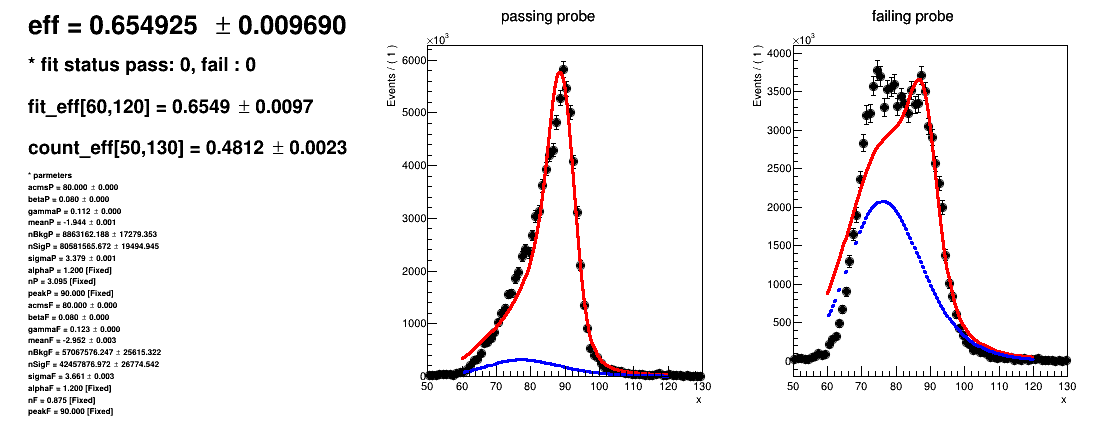 eff = 0.654925 ± 0.009690
* fit status pass: 0, fail : 0
fit_eff[60,120] = 0.6549 ± 0.0097
count_eff[50,130] = 0.4812 ± 0.0023
* parmeters
acmsP = 80.000 ± 0.000
betaP = 0.080 ± 0.000
gammaP = 0.112 ± 0.000
meanP = -1.944 ± 0.001
nBkgP = 8863162.188 ± 17279.353
nSigP = 80581565.672 ± 19494.945
sigmaP = 3.379 ± 0.001
alphaP = 1.200 [Fixed]
nP = 3.095 [Fixed]
peakP = 90.000 [Fixed]
acmsF = 80.000 ± 0.000
betaF = 0.080 ± 0.000
gammaF = 0.123 ± 0.000
meanF = -2.952 ± 0.003
nBkgF = 57067576.247 ± 25615.322
nSigF = 42457876.972 ± 26774.542
sigmaF = 3.661 ± 0.003
alphaF = 1.200 [Fixed]
nF = 0.875 [Fixed]
peakF = 90.000 [Fixed]
passing probe
×10³
Events / ( 1 )
6000
5000
4000
3000
2000
1000
0
50 60 70 80 90 100 110 120 130
x
failing probe
×10³
Events / ( 1 )
4000
3500
3000
2500
2000
1500
1000
500
0
50 60 70 80 90 100 110 120 130
x